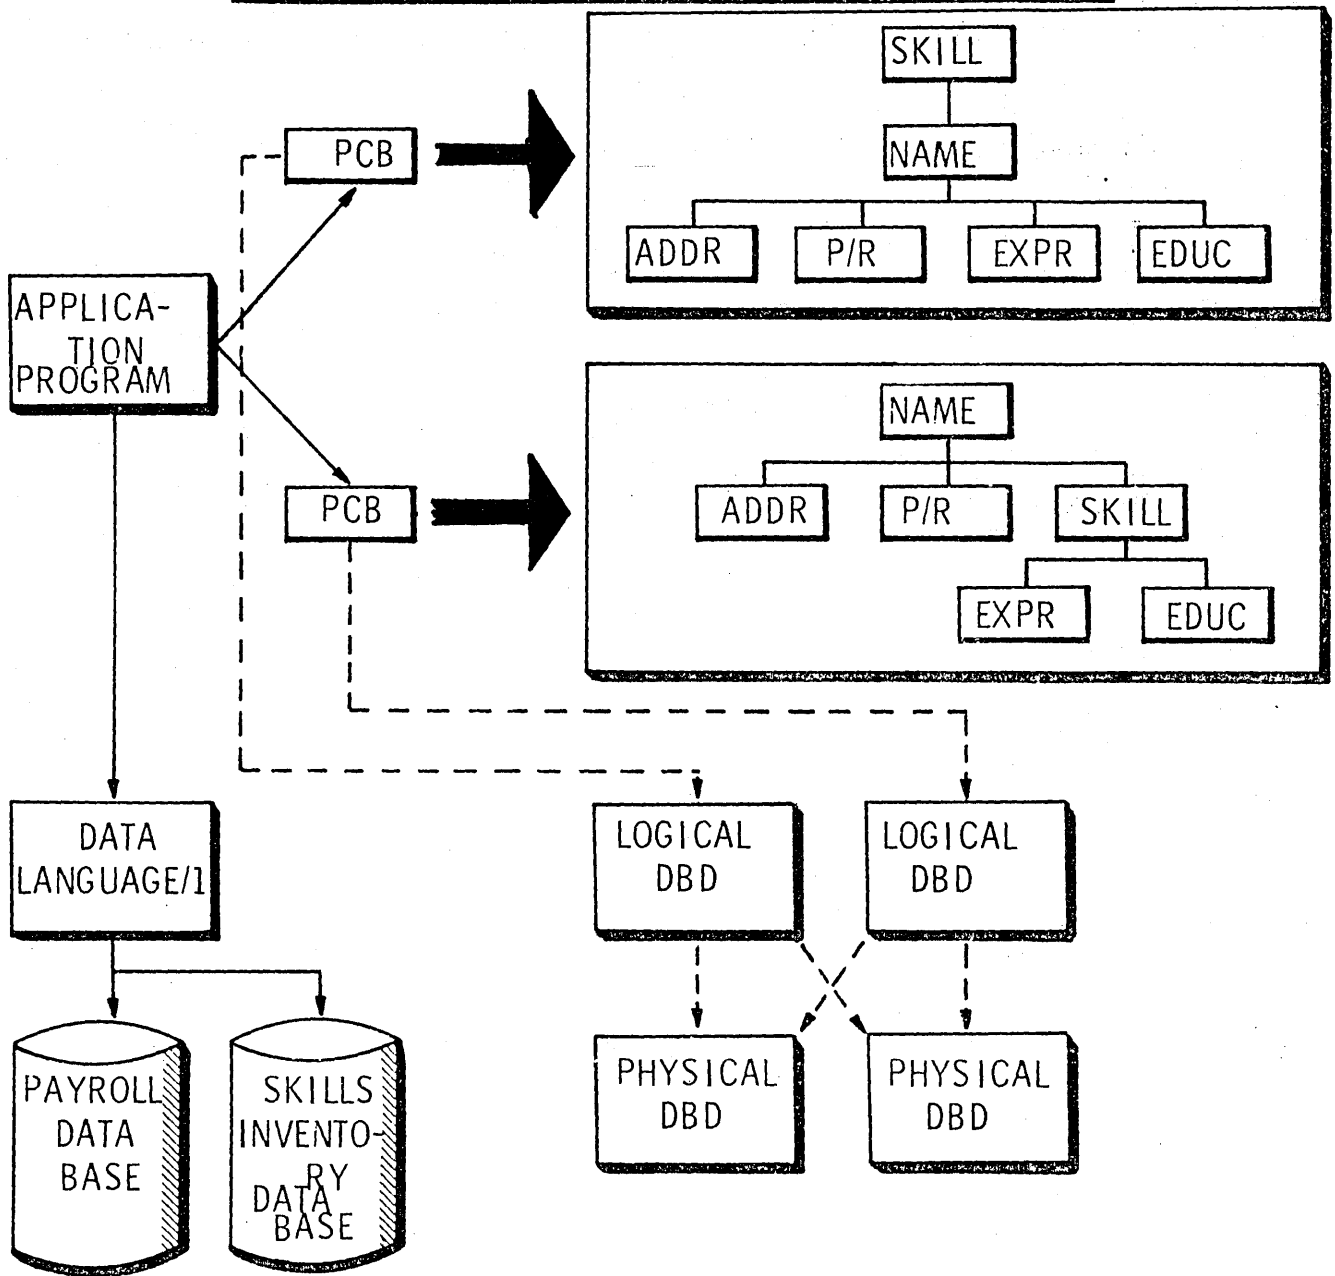 SKILL
NAME
ADDR
P/R
EXPR
EDUC
PCB
APPLICA-
TION
PROGRAM
NAME
ADDR
P/R
SKILL
EXPR
EDUC
PCB
DATA
LANGUAGE/1
LOGICAL
DBD
LOGICAL
DBD
PHYSICAL
DBD
PHYSICAL
DBD
PAYROLL
DATA
BASE
SKILLS
INVENTO-
RY
DATA
BASE